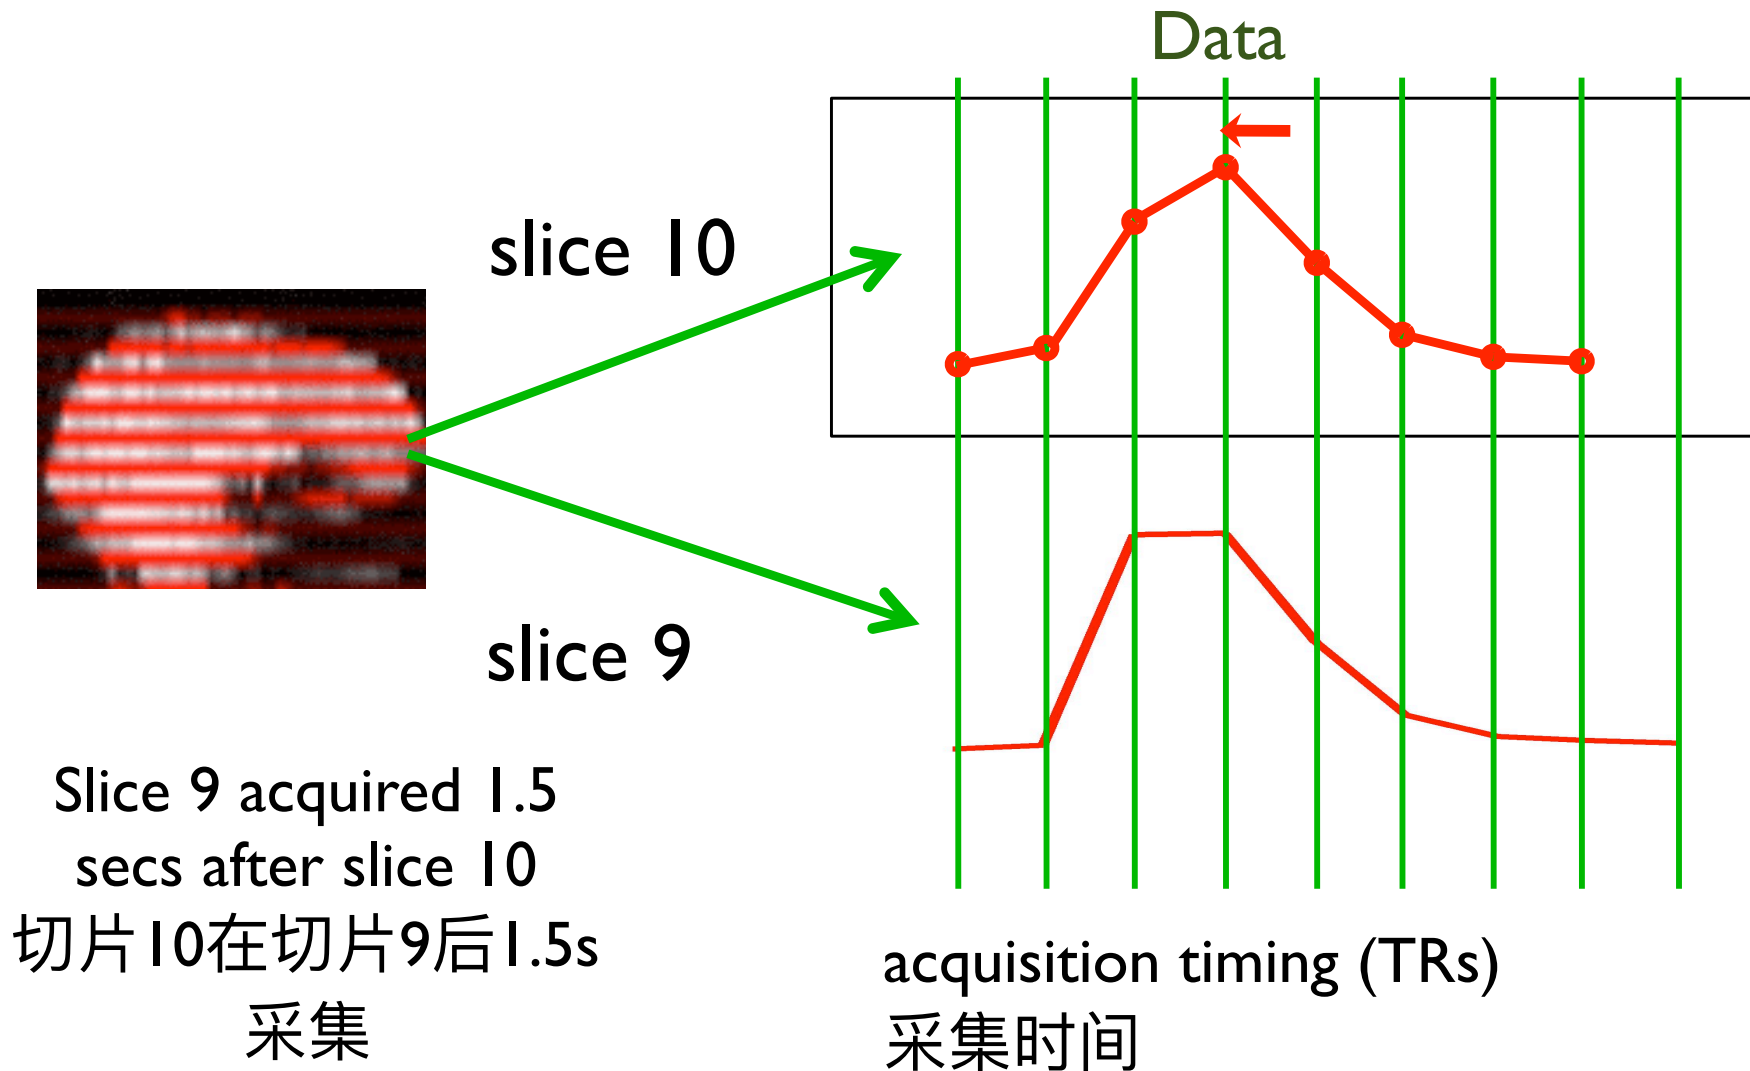 Data
slice 10
slice 9
Slice 9 acquired 1.5
secs after slice 10
切片10在切片9后1.5s
采集
acquisition timing (TRs)
采集时间